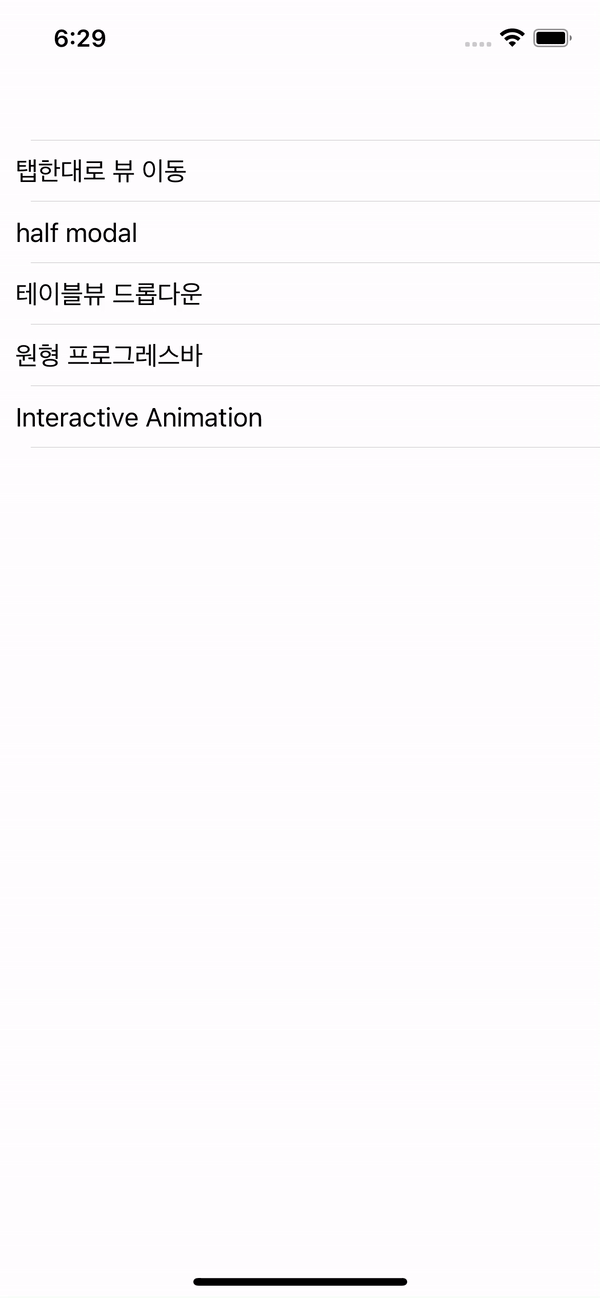 6:29
탭한대로 뷰 이동
half modal
테이블뷰 드롭다운
원형 프로그레스바
Interactive Animation